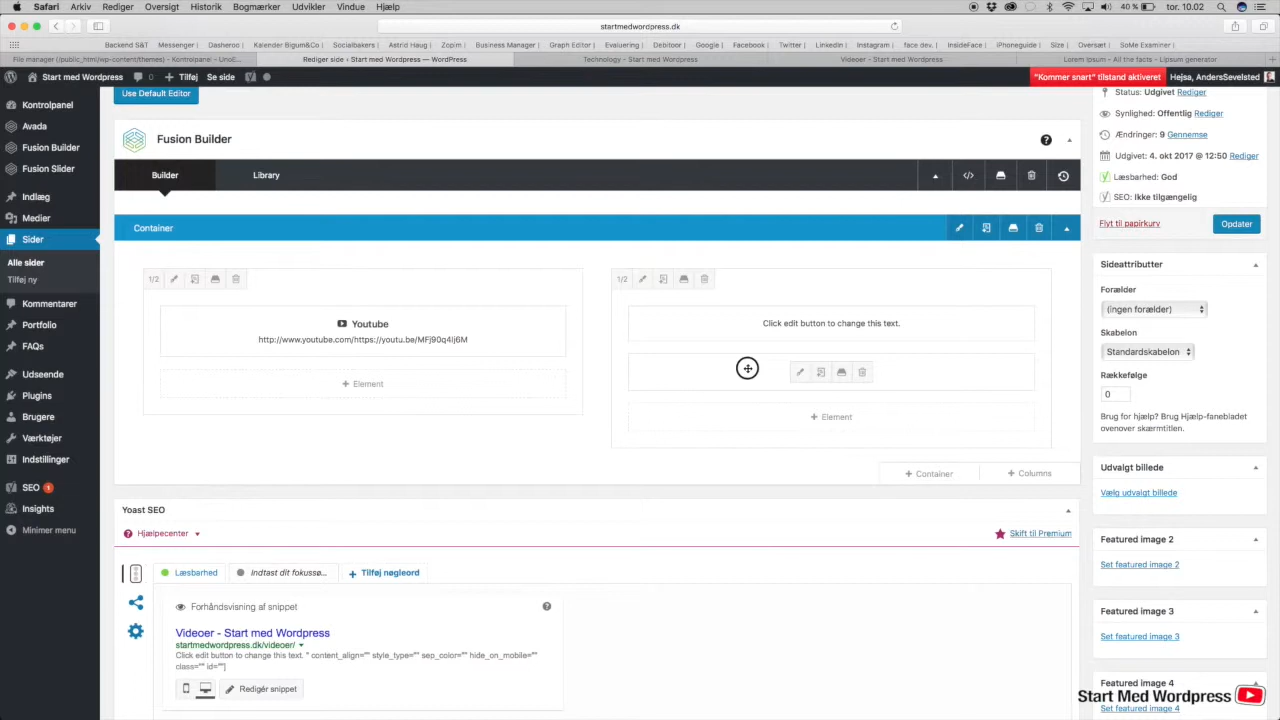 Safari Arkiv Rediger Oversigt Historik Bogmærker Udvikler Vindue Hjælp 40 % tor. 10.02
startmedwordpress.dk
Backend S&T Messenger Dasheroo Kalender Bigum&Co Socialbakers Astrid Haug Zopim Business Manager Graph Editor Evaluering Debitoor Google Facebook Twitter LinkedIn Instagram face dev. InsideFace iPhoneguide Size Oversæt SoMe Examiner
File manager (/public_html/wp-content/themes) - Kontrolpanel - UnoE... Rediger side ‹ Start med Wordpress — WordPress Technology - Start med Wordpress Videoer - Start med Wordpress Lorem Ipsum - All the facts - Lipsum generator
Start med Wordpress 0 Tilføj Se side "Kommer snart" tilstand aktiveret Hejsa, AndersSevelsted
Kontrolpanel
Avada
Fusion Builder
Fusion Slider
Indlæg
Medier
Sider
Alle sider
Tilføj ny
Kommentarer
Portfolio
FAQs
Udseende
Plugins
Brugere
Værktøjer
Indstillinger
SEO 1
Insights
Minimer menu
Use Default Editor
Fusion Builder
Builder Library
Container
1/2
Youtube
http://www.youtube.com/https://youtu.be/MFj90q4ij6M
+ Element
1/2
Click edit button to change this text.
+ Element
+ Container + Columns
Yoast SEO
Hjælpecenter
Skift til Premium
Læsbarhed Indtast dit fokussø... Tilføj nøgleord
Forhåndsvisning af snippet
Videoer - Start med Wordpress
startmedwordpress.dk/videoer/
Click edit button to change this text. " content_align="" style_type="" sep_color="" hide_on_mobile=""
class="" id=""]
Redigér snippet
Status: Udgivet Rediger
Synlighed: Offentlig Rediger
Ændringer: 9 Gennemse
Udgivet: 4. okt 2017 @ 12:50 Rediger
Læsbarhed: God
SEO: Ikke tilgængelig
Flyt til papirkurv Opdater
Sideattributter
Forælder
(ingen forælder)
Skabelon
Standardskabelon
Rækkefølge
0
Brug for hjælp? Brug Hjælp-fanebladet
ovenover skærmtitlen.
Udvalgt billede
Vælg udvalgt billede
Featured image 2
Set featured image 2
Featured image 3
Set featured image 3
Featured image 4
Set featured image 4
Start Med Wordpress